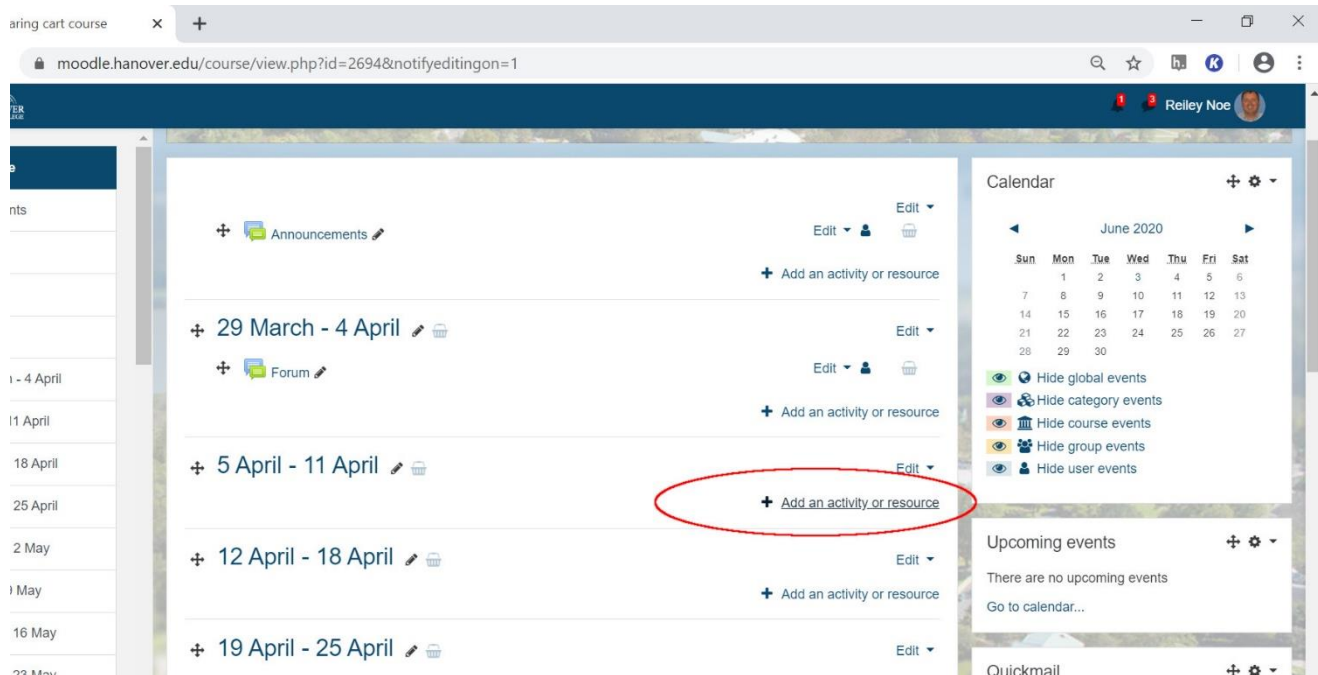 aring cart course
moodle.hanover.edu/course/view.php?id=2694&notifyeditingon=1
h.
K
1
3
Reiley Noe
nts
- 4 April
11 April
18 April
25 April
2 May
May
16 May
23 May
Edit
Announcements
Edit
Add an activity or resource
29 March - 4 April
Edit
Forum
Edit
Add an activity or resource
5 April - 11 April
Edit
Add an activity or resource
12 April - 18 April
Edit
Add an activity or resource
19 April - 25 April
Edit
Calendar
June 2020
Sun Mon Tue Wed Thu Fri Sat
1 2 3 4 5 6
7 8 9 10 11 12 13
14 15 16 17 18 19 20
21 22 23 24 25 26 27
28 29 30
Hide global events
Hide category events
Hide course events
Hide group events
Hide user events
Upcoming events
There are no upcoming events
Go to calendar...
Quickmail